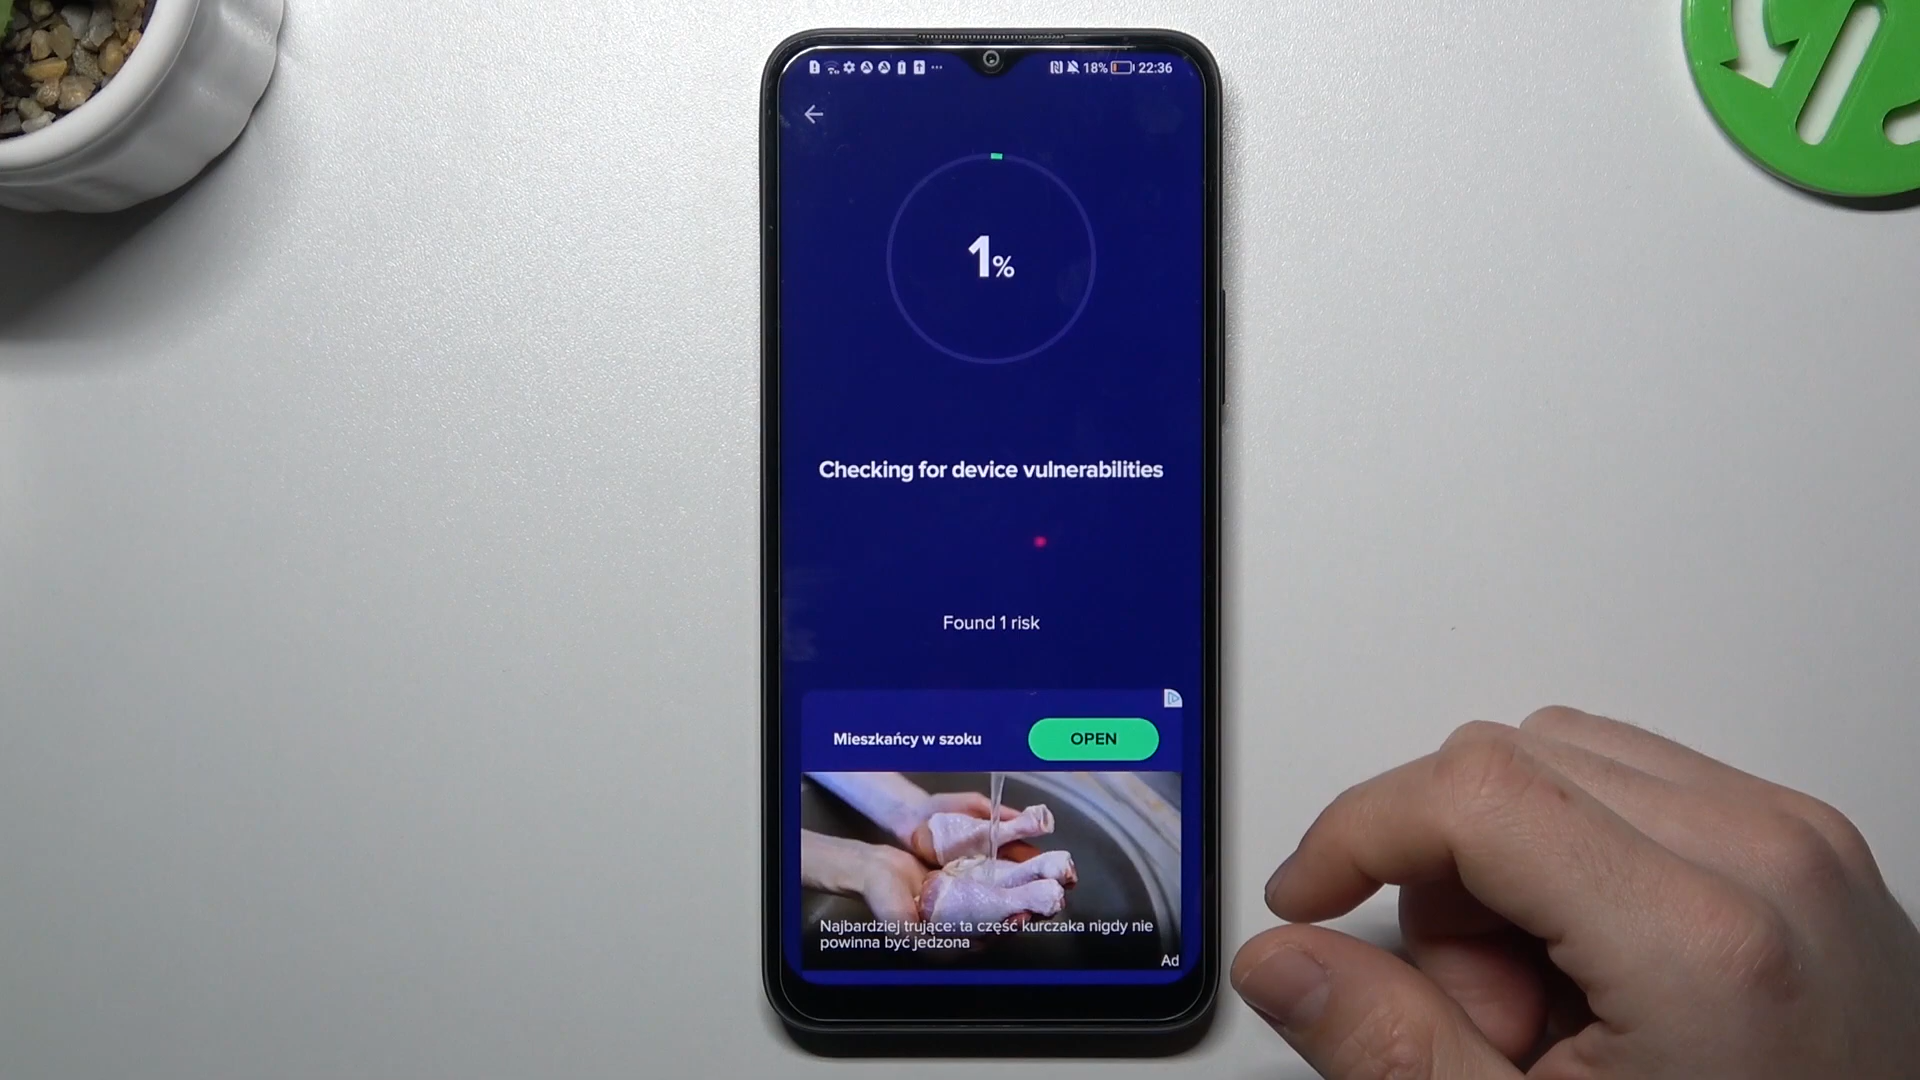 18% 22:36
1%
Checking for device vulnerabilities
Found 1 risk
Mieszkańcy w szoku
OPEN
Najbardziej trujące: ta część kurczaka nigdy nie
powinna być jedzona
Ad